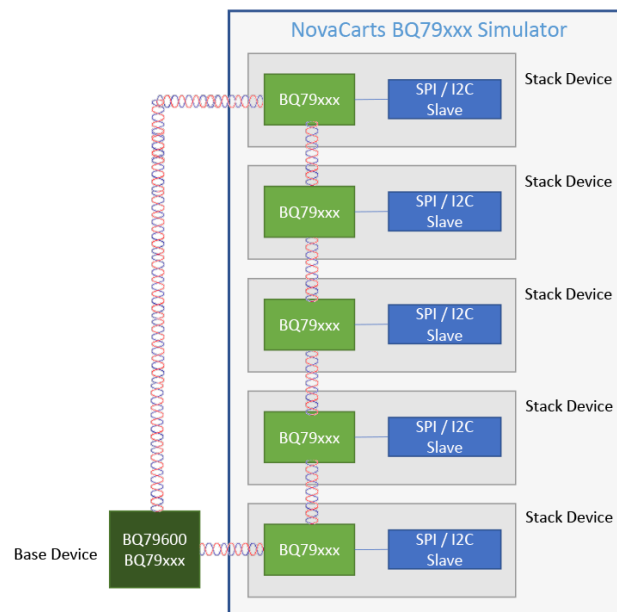 NovaCarts BQ79xxx Simulator
BQ79xxx
SPI / I2C
Slave
Stack Device
BQ79xxx
SPI / I2C
Slave
Stack Device
BQ79xxx
SPI / I2C
Slave
Stack Device
BQ79xxx
SPI / I2C
Slave
Stack Device
Base Device
BQ79600
BQ79xxx
BQ79xxx
SPI / I2C
Slave
Stack Device